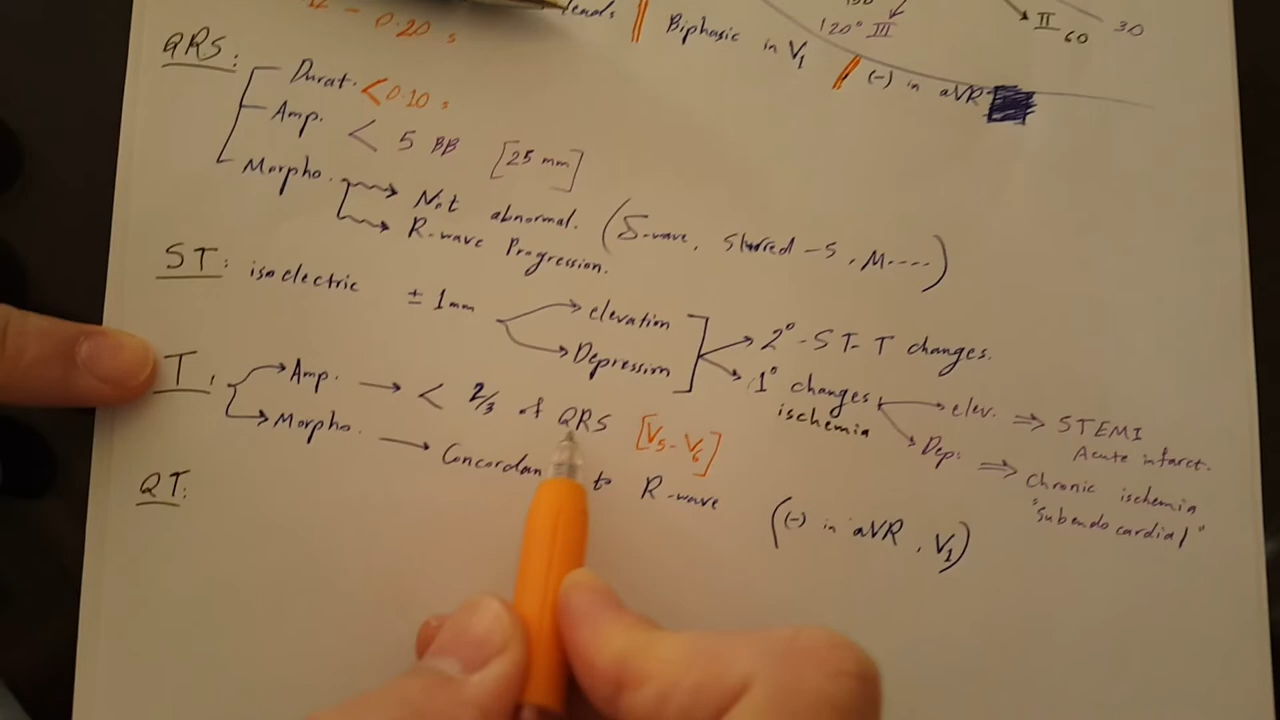 - 0.20 s
leads
Biphasic in V1
(-) in aVR
120° III
II 60
30
QRS:
Durat. < 0.10 s
Amp. < 5 BB [25 mm]
Morpho.
Not abnormal. (δ-wave, Slurred -S, M----)
R-wave Progression.
ST: isoelectric ± 1mm
elevation
Depression
2° - ST- T changes.
1° changes
ischemia
elev. ⇒ STEMI
Acute infarct.
Dep: ⇒ Chronic ischemia
"Subendocardial"
T:
Amp. → < 2/3 of QRS [V5 - V6]
Morpho. → Concordan to R-wave (（-) in aVR , V1)
QT: